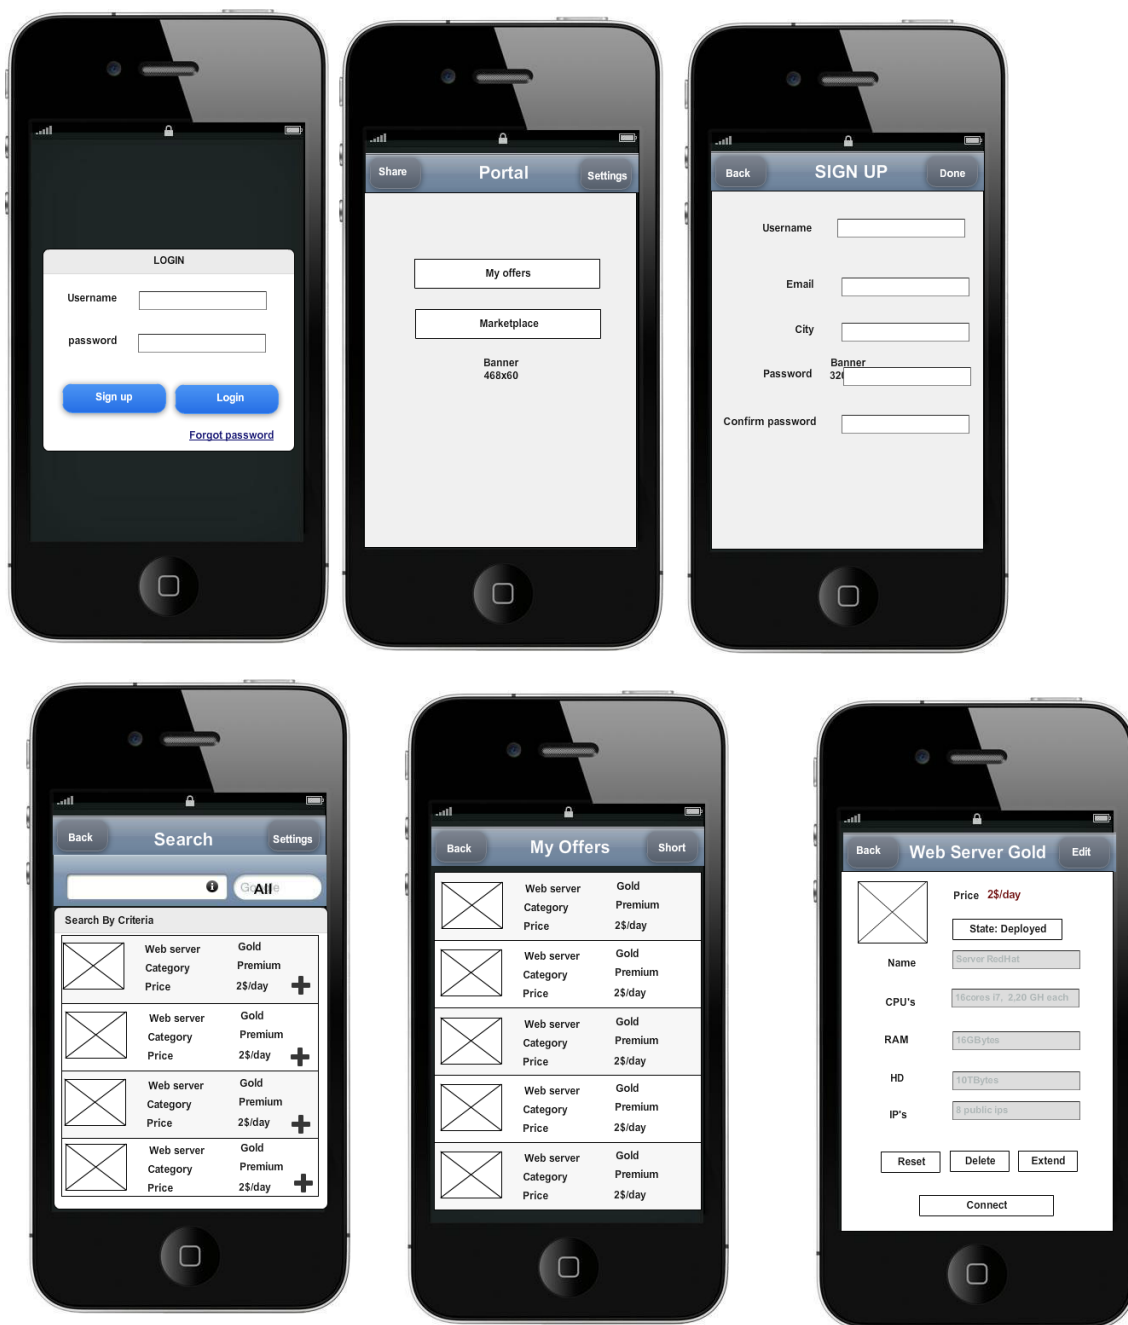 LOGIN
Username
password
Sign up Login
Forgot password
Share Portal Settings
My offers
Marketplace
Banner
468x60
Back SIGN UP Done
Username
Email
City
Banner
Password 32
Confirm password
Back Search Settings
All
Search By Criteria
Web server Gold
Category Premium
Price 2$/day
Web server Gold
Category Premium
Price 2$/day
Web server Gold
Category Premium
Price 2$/day
Web server Gold
Category Premium
Price 2$/day
Back My Offers Short
Web server Gold
Category Premium
Price 2$/day
Web server Gold
Category Premium
Price 2$/day
Web server Gold
Category Premium
Price 2$/day
Web server Gold
Category Premium
Price 2$/day
Web server Gold
Category Premium
Price 2$/day
Back Web Server Gold Edit
Price 2$/day
State: Deployed
Name Server RedHat
CPU's 16cores i7, 2.20 GH each
RAM 16GBytes
HD 10TBytes
IP's 8 public ips
Reset Delete Extend
Connect